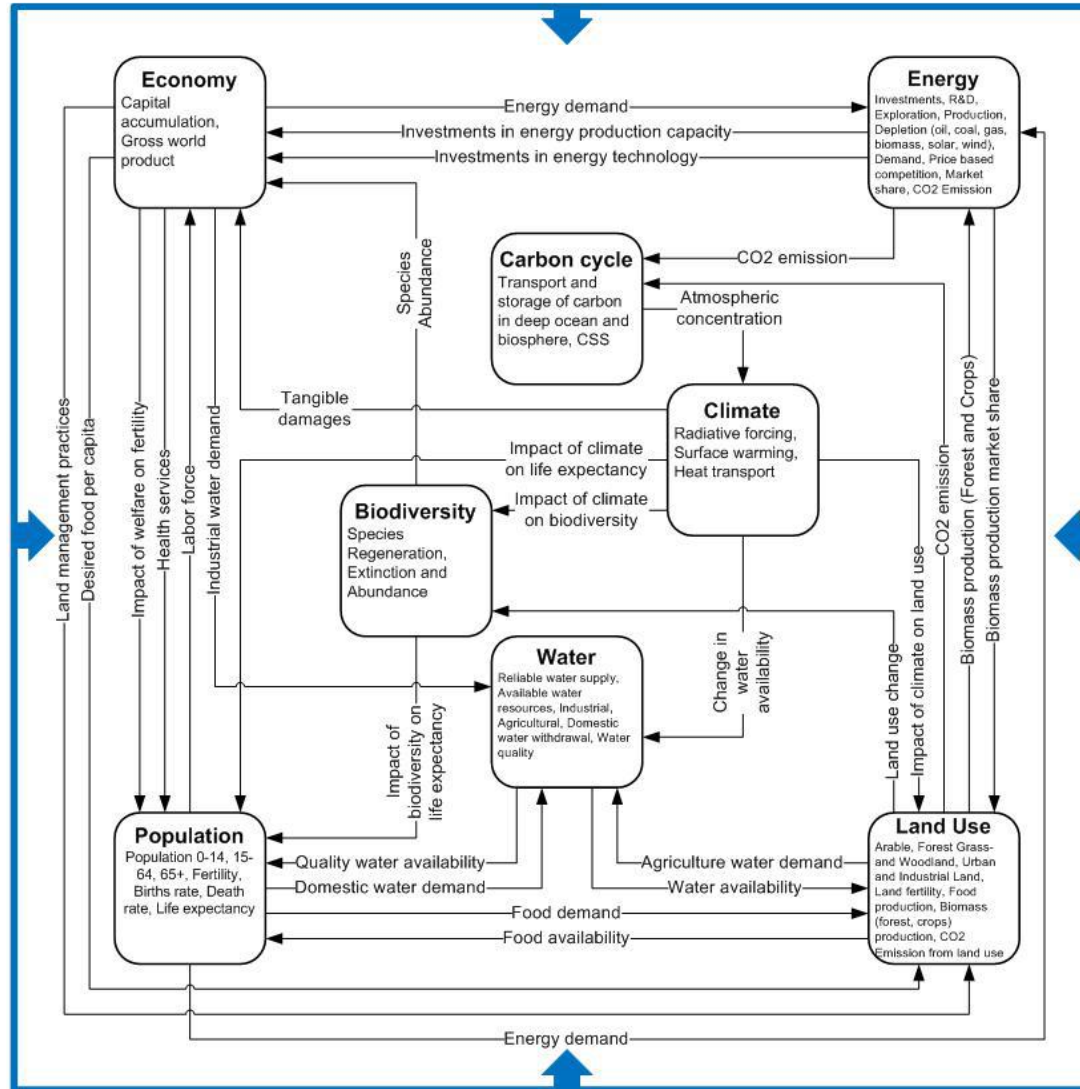 Economy
Capital
accumulation,
Gross world
product
Energy
Investments, R&D,
Exploration, Production,
Depletion (oil, coal, gas,
biomass, solar, wind),
Demand, Price based
competition, Market
share, CO2 Emission
Energy demand
Investments in energy production capacity
Investments in energy technology
Species
Abundance
Carbon cycle
Transport and
storage of carbon
in deep ocean and
biosphere, CSS
CO2 emission
Atmospheric
concentration
Climate
Radiative forcing,
Surface warming,
Heat transport
Tangible
damages
Impact of climate
on life expectancy
Impact of climate
on biodiversity
Biodiversity
Species
Regeneration,
Extinction and
Abundance
Land management practices
Desired food per capita
Impact of welfare on fertility
Health services
Labor force
Industrial water demand
Water
Reliable water supply,
Available water
resources, Industrial,
Agricultural, Domestic
water withdrawal, Water
quality
Change in
water
availability
Land use change
Impact of climate on land use
CO2 emission
Biomass production (Forest and Crops)
Biomass production market share
Impact of
biodiversity on
life expectancy
Population
Population 0-14, 15-
64, 65+, Fertility,
Births rate, Death
rate, Life expectancy
Quality water availability
Domestic water demand
Agriculture water demand
Water availability
Food demand
Food availability
Land Use
Arable, Forest Grass-
and Woodland, Urban
and Industrial Land,
Land fertility, Food
production, Biomass
(forest, crops)
production, CO2
Emission from land use
Energy demand